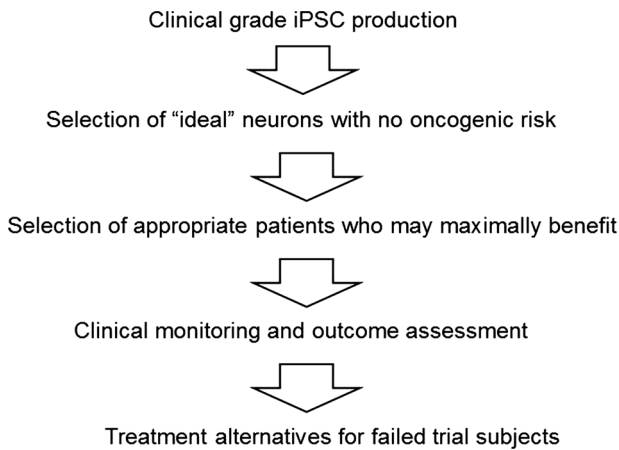 Clinical grade iPSC production
Selection of “ideal” neurons with no oncogenic risk
Selection of appropriate patients who may maximally benefit
Clinical monitoring and outcome assessment
Treatment alternatives for failed trial subjects